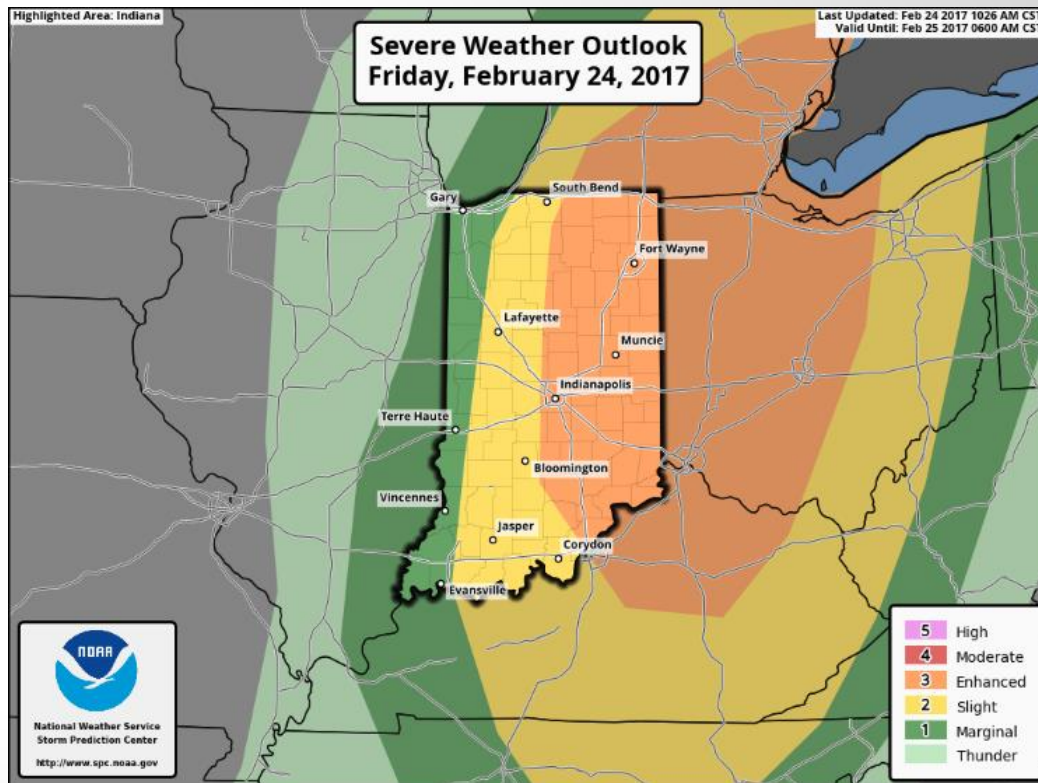 Highlighted Area: Indiana
Last Updated: Feb 24 2017 1026 AM CST
Valid Until: Feb 25 2017 0600 AM CST
Severe Weather Outlook
Friday, February 24, 2017
South Bend
Gary
Fort Wayne
Lafayette
Muncie
Indianapolis
Terre Haute
Bloomington
Vincennes
Jasper
Corydon
Evansville
5 High
4 Moderate
3 Enhanced
2 Slight
1 Marginal
Thunder
NOAA
National Weather Service
Storm Prediction Center
http://www.spc.noaa.gov